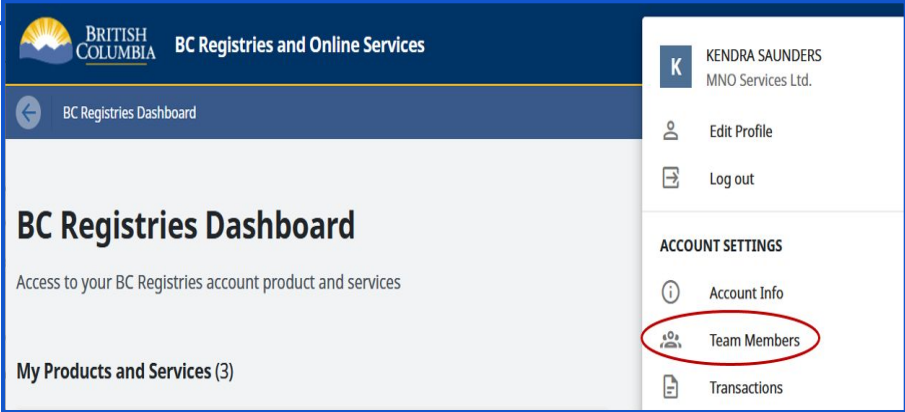 BRITISH
COLUMBIA
BC Registries and Online Services
BC Registries Dashboard
BC Registries Dashboard
Access to your BC Registries account product and services
My Products and Services (3)
K
KENDRA SAUNDERS
MNO Services Ltd.
Edit Profile
Log out
ACCOUNT SETTINGS
Account Info
Team Members
Transactions